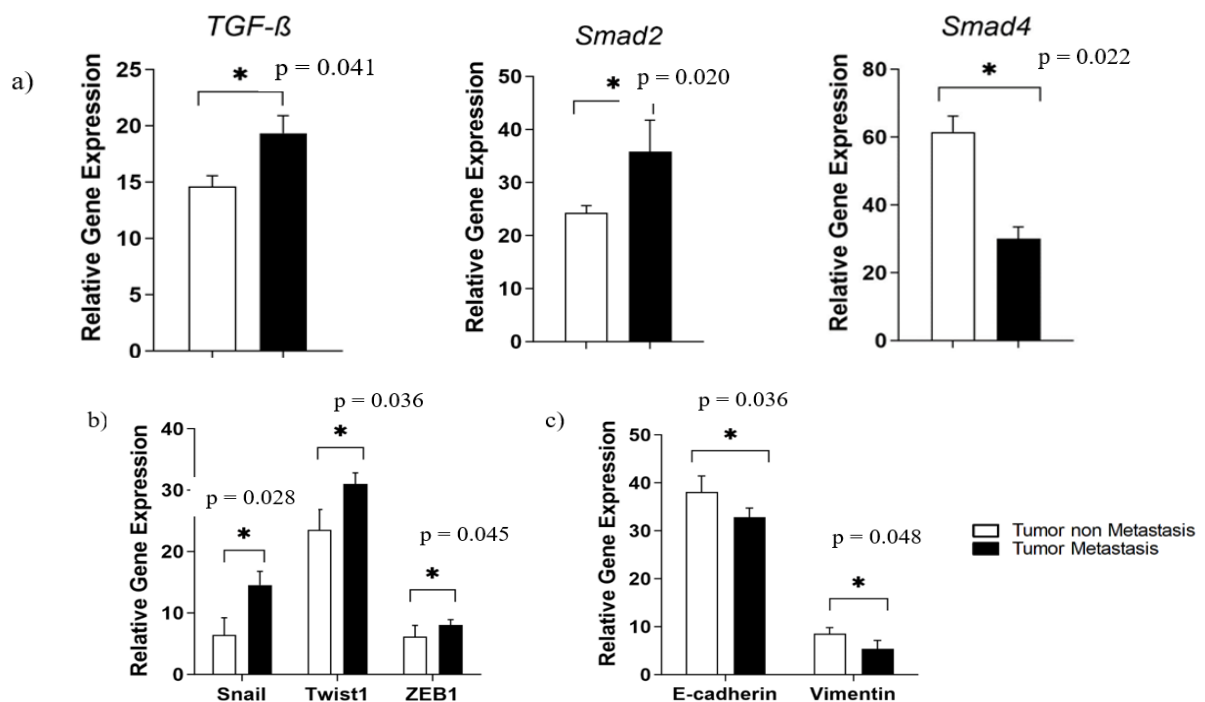 a)
TGF-ß
p = 0.041
*
Relative Gene Expression
25
20
15
10
5
0
Smad2
p = 0.020
*
Relative Gene Expression
50
40
30
20
10
0
Smad4
p = 0.022
*
Relative Gene Expression
80
60
40
20
0
b)
p = 0.036
*
p = 0.028
*
p = 0.045
*
Relative Gene Expression
40
30
20
10
0
Snail
Twist1
ZEB1
c)
p = 0.036
*
p = 0.048
*
Relative Gene Expression
50
40
30
20
10
0
E-cadherin
Vimentin
Tumor non Metastasis
Tumor Metastasis